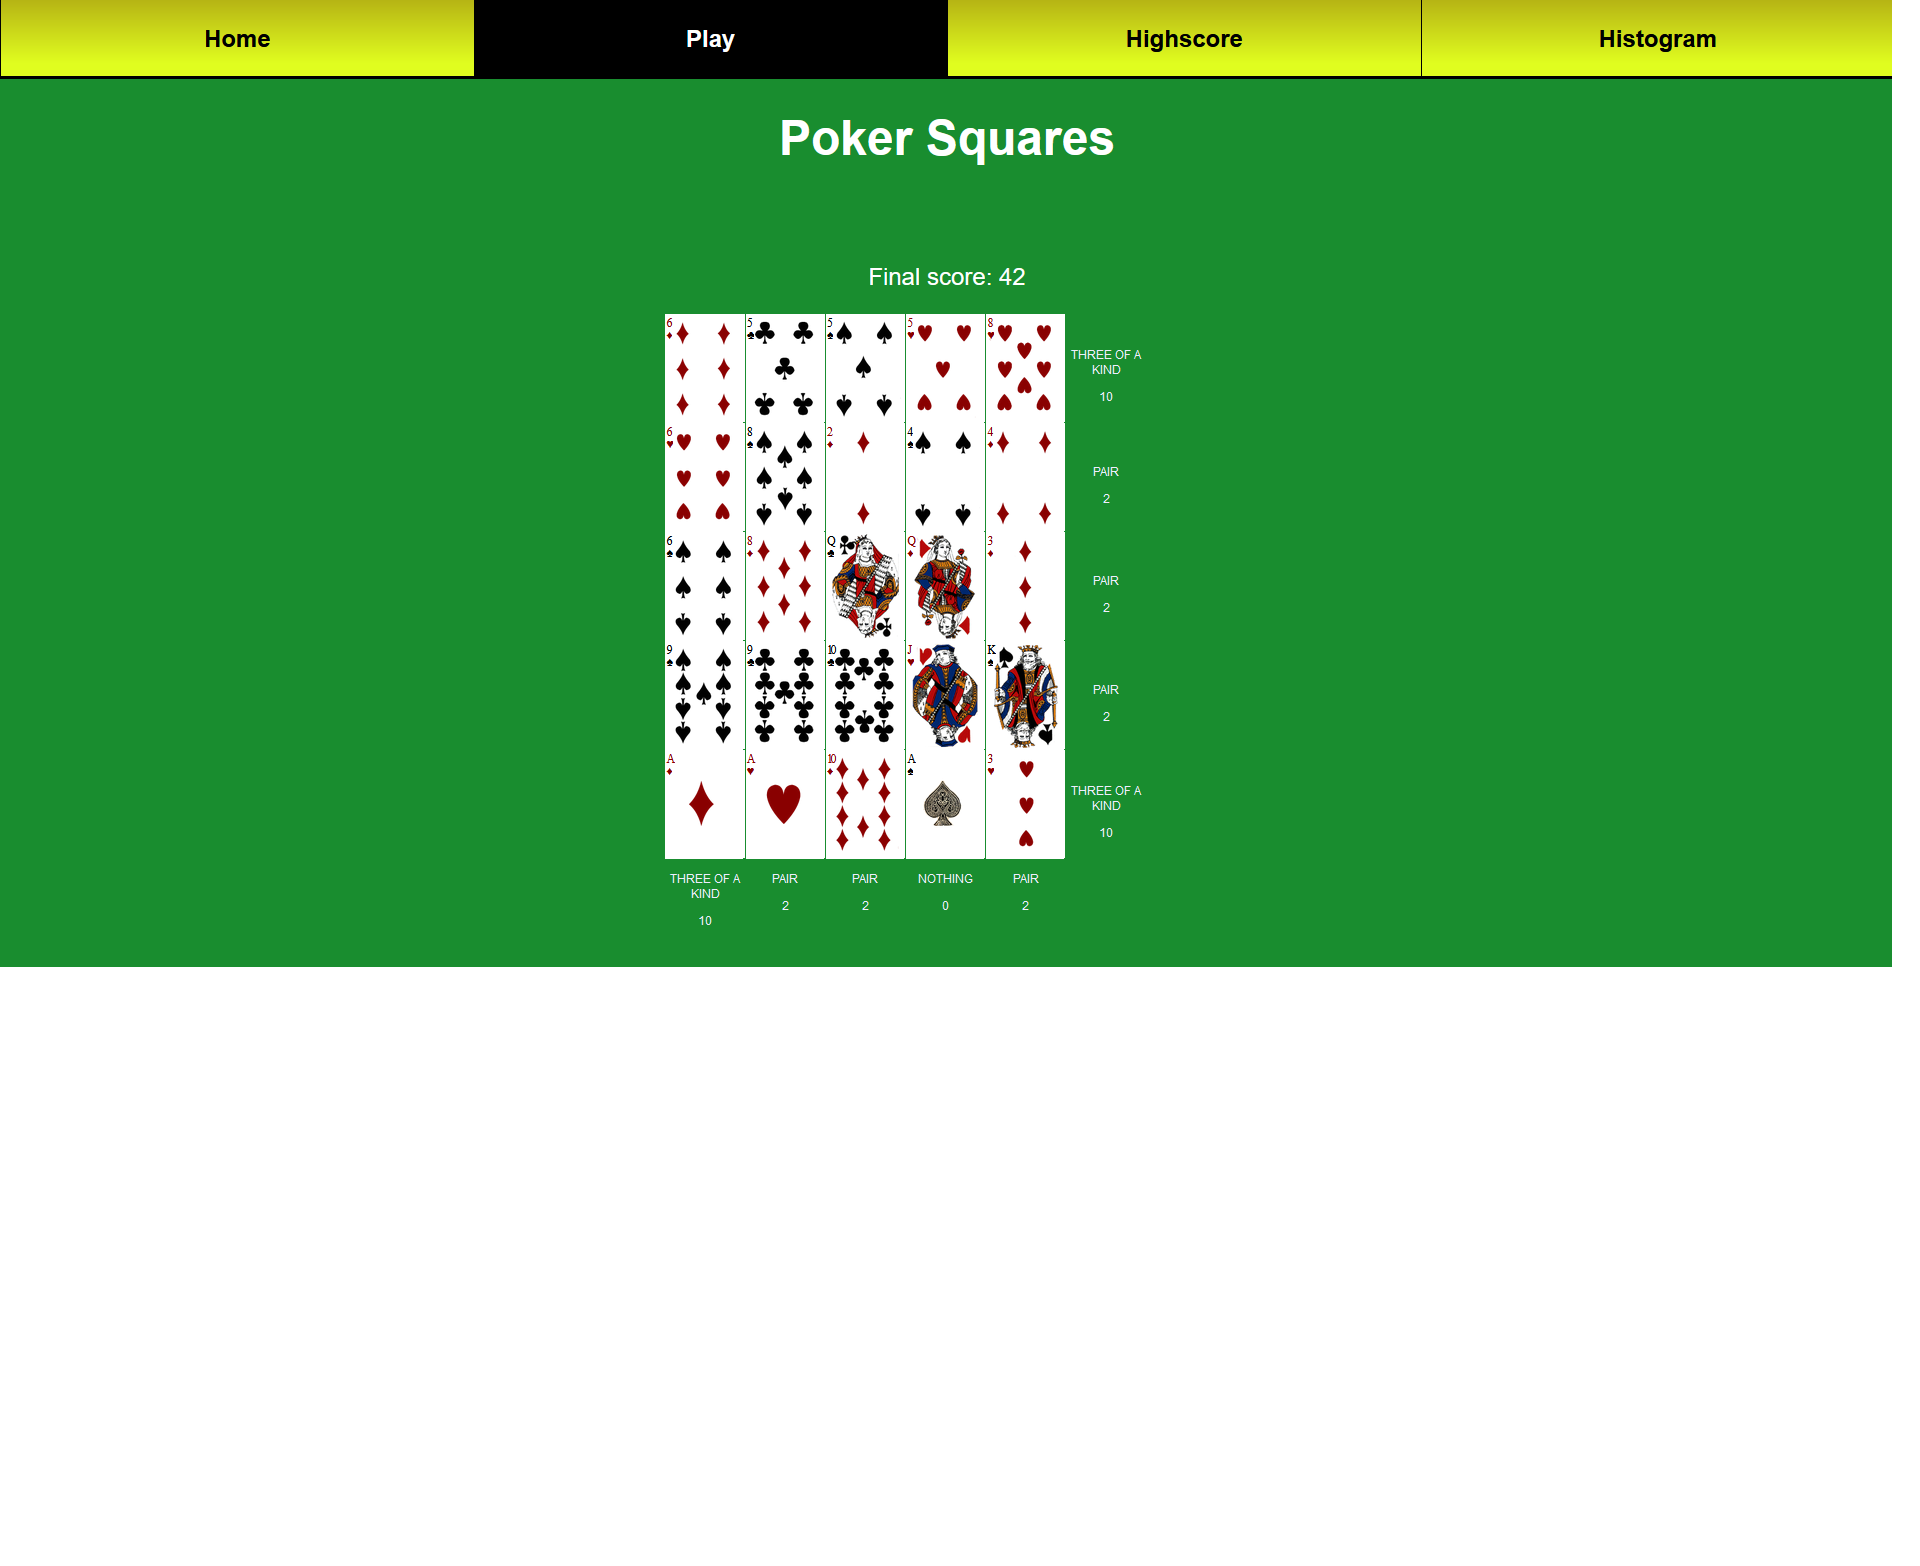 Home Play Highscore Histogram
Poker Squares
Final score: 42
6 5 5 5 8
THREE OF A
KIND
10
6 8 2 4 4
PAIR
2
6 8 Q Q 3
PAIR
2
9 9 10 J K
PAIR
2
A A 10 A 3
THREE OF A
KIND
10
THREE OF A PAIR PAIR NOTHING PAIR
KIND
2 2 0 2
10